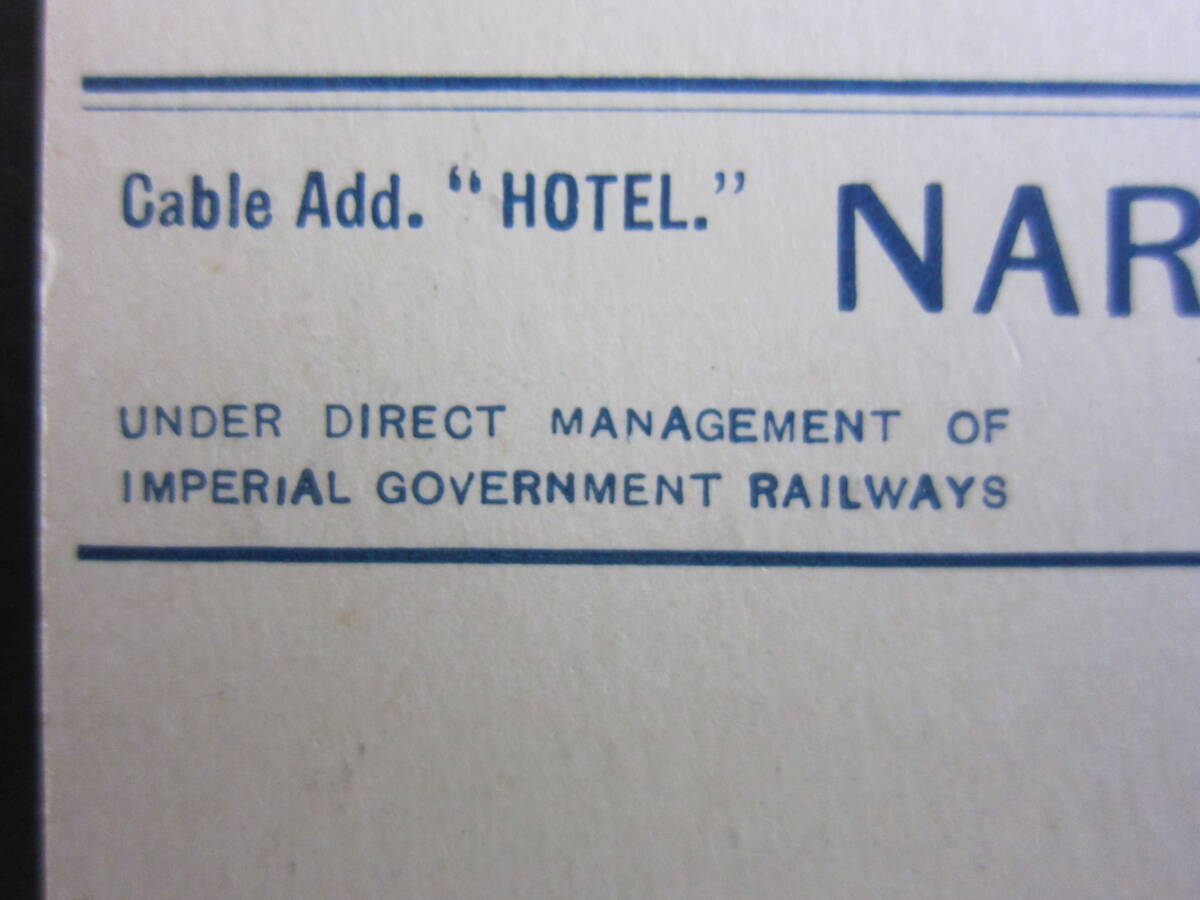 Cable Add. “HOTEL.” NAR
UNDER DIRECT MANAGEMENT OF
IMPERIAL GOVERNMENT RAILWAYS